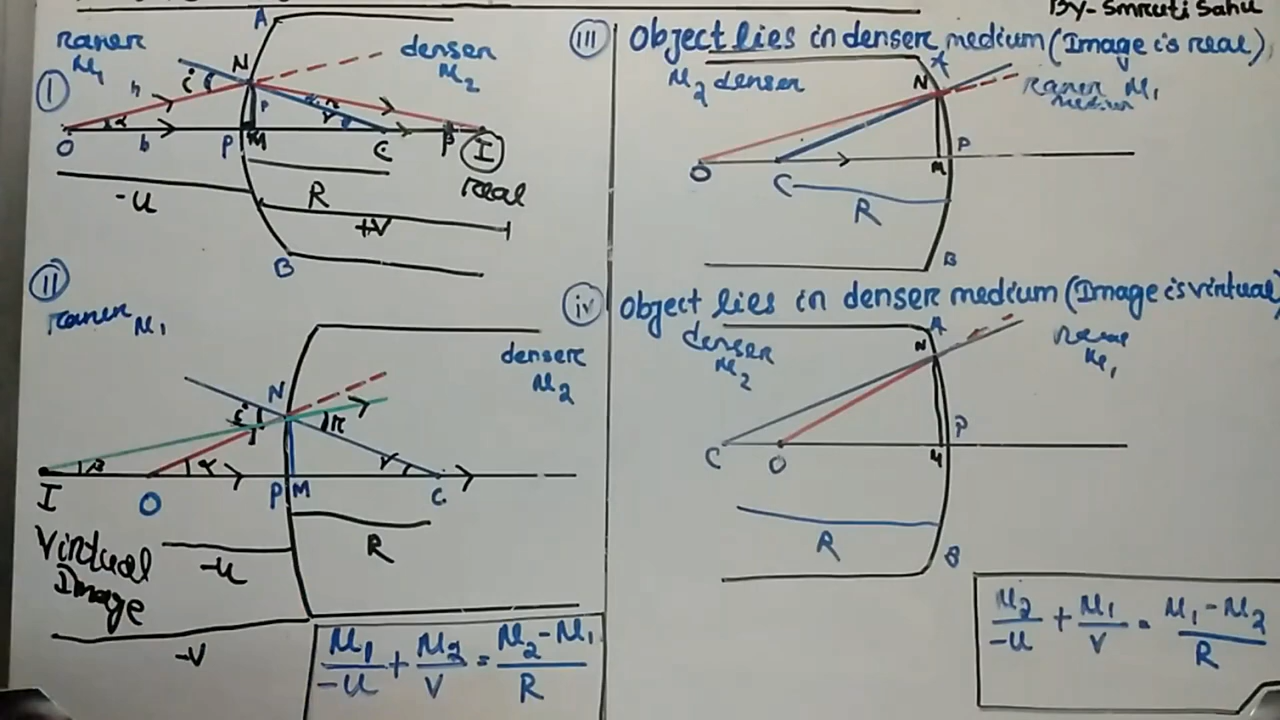 By- Smruti Sahu
I
rarer
μ1
denser
μ2
A
N
i
h
r
α
γ
β
O
b
P
M
C
I
Real
-u
R
+V
B
II
rarer μ1
denser
μ2
N
i
r
β
α
γ
I
O
P
M
C
Virtual
Image
-u
R
-V
μ1/-u + μ2/V = μ2-μ1/R
iii Object lies in denser medium (Image is real)
μ2 denser
A
N
rarer μ1
medium
O
C
M
P
R
B
iv Object lies in denser medium (Image is virtual)
denser
μ2
A
N
μ1
C
O
M
P
R
B
μ2/-u + μ1/V = μ1-μ2/R